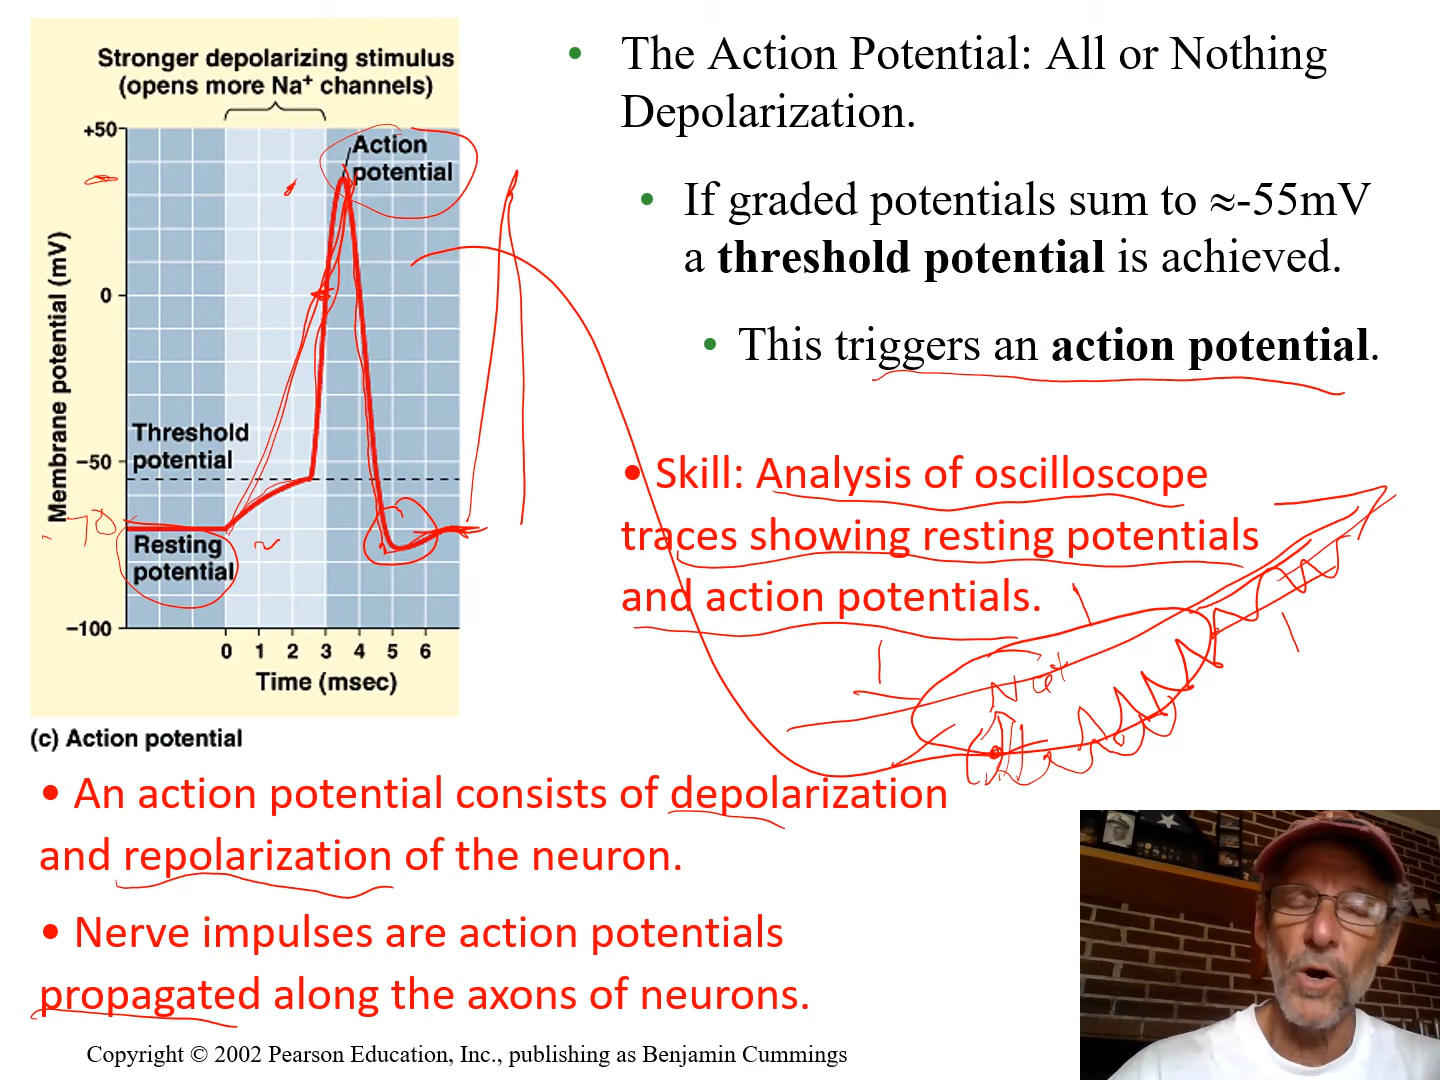 Stronger depolarizing stimulus
(opens more Na⁺ channels)
+50
0
−50
−100
Membrane potential (mV)
Action
potential
Threshold
potential
-70
Resting
potential
0 1 2 3 4 5 6
Time (msec)
(c) Action potential
• The Action Potential: All or Nothing
Depolarization.
• If graded potentials sum to ≈-55mV
a threshold potential is achieved.
• This triggers an action potential.
• Skill: Analysis of oscilloscope
traces showing resting potentials
and action potentials.
Na+
• An action potential consists of depolarization
and repolarization of the neuron.
• Nerve impulses are action potentials
propagated along the axons of neurons.
Copyright © 2002 Pearson Education, Inc., publishing as Benjamin Cummings